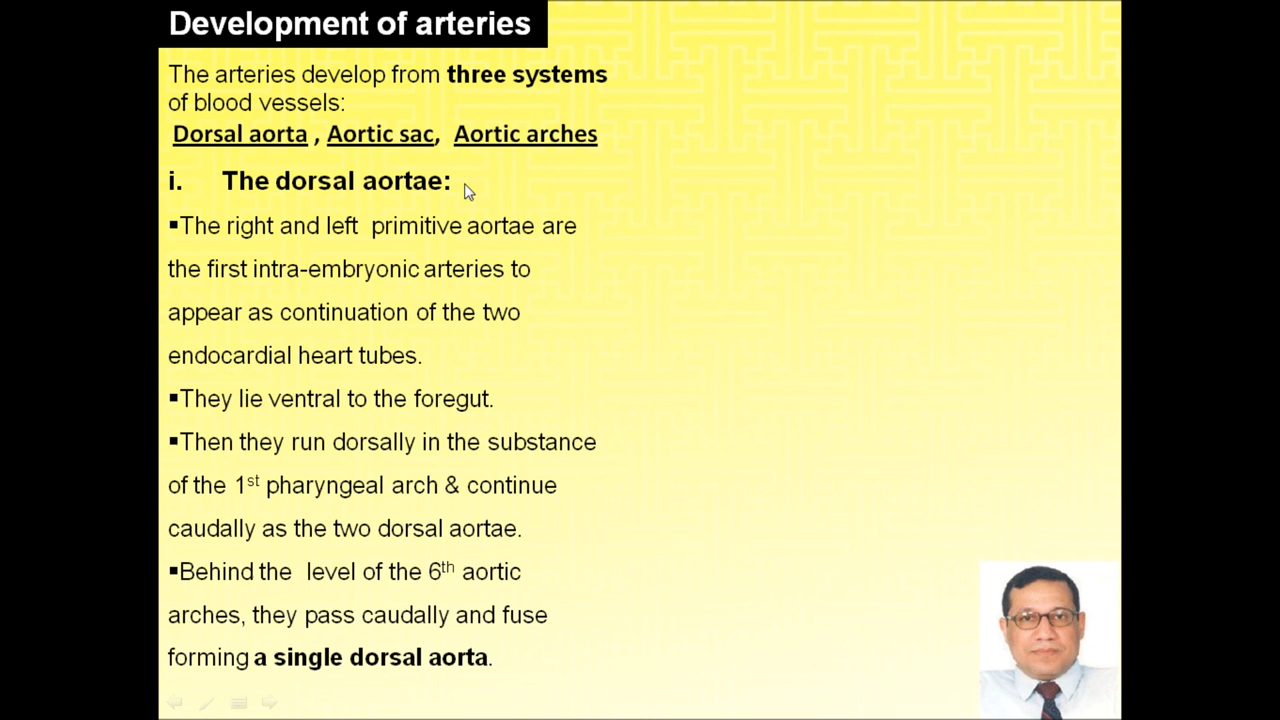 Development of arteries
The arteries develop from three systems
of blood vessels:
Dorsal aorta , Aortic sac, Aortic arches
i. The dorsal aortae:
▪The right and left primitive aortae are
the first intra-embryonic arteries to
appear as continuation of the two
endocardial heart tubes.
▪They lie ventral to the foregut.
▪Then they run dorsally in the substance
of the 1st pharyngeal arch & continue
caudally as the two dorsal aortae.
▪Behind the level of the 6th aortic
arches, they pass caudally and fuse
forming a single dorsal aorta.